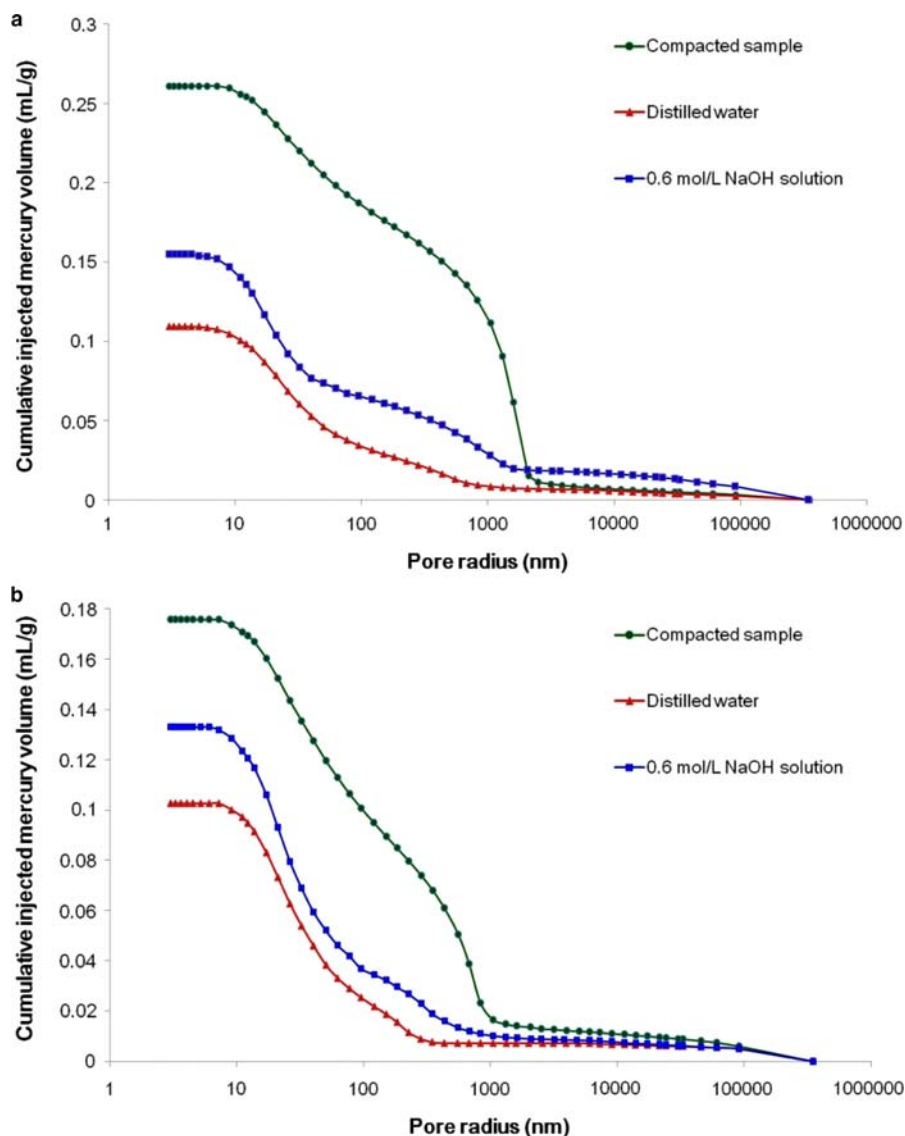 a
0.3
0.25
0.2
0.15
0.1
0.05
0
Cumulative injected mercury volume (mL/g)
Compacted sample
Distilled water
0.6 mol/L NaOH solution
1 10 100 1000 10000 100000 1000000
Pore radius (nm)
b
0.18
0.16
0.14
0.12
0.1
0.08
0.06
0.04
0.02
0
Cumulative injected mercury volume (mL/g)
Compacted sample
Distilled water
0.6 mol/L NaOH solution
1 10 100 1000 10000 100000 1000000
Pore radius (nm)